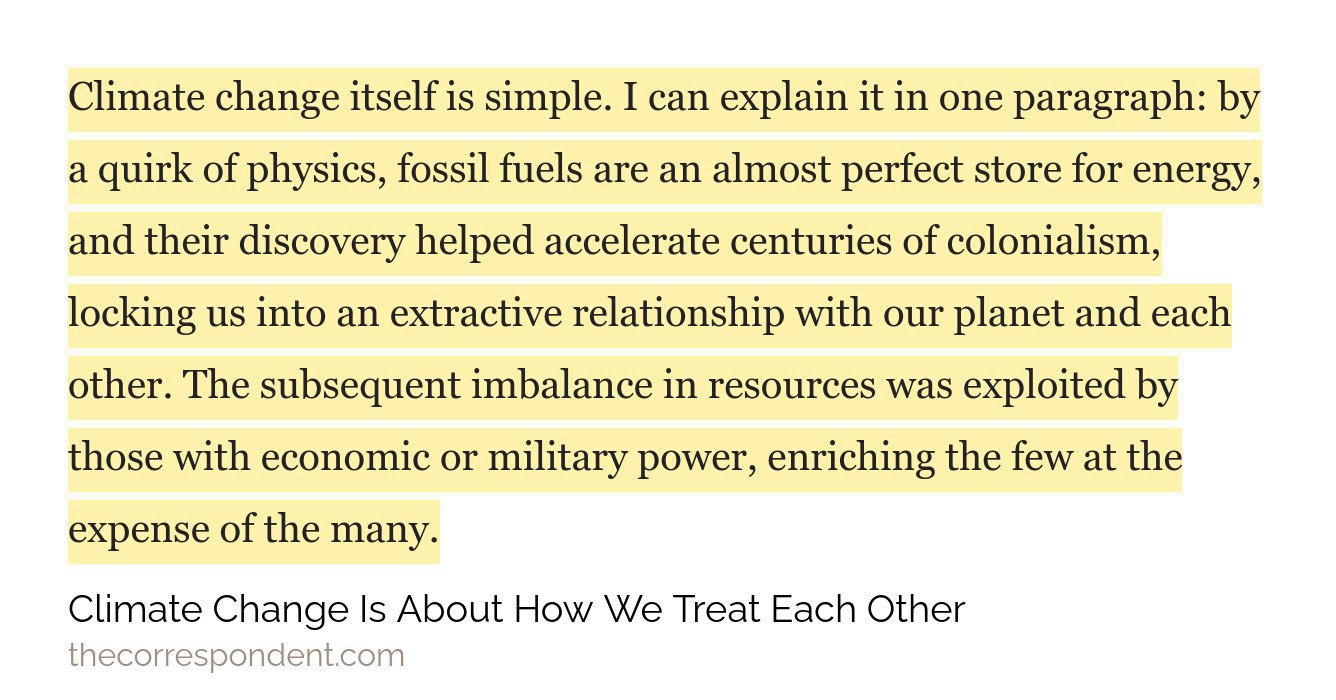 Climate change itself is simple. I can explain it in one paragraph: by
a quirk of physics, fossil fuels are an almost perfect store for energy,
and their discovery helped accelerate centuries of colonialism,
locking us into an extractive relationship with our planet and each
other. The subsequent imbalance in resources was exploited by
those with economic or military power, enriching the few at the
expense of the many.
Climate Change Is About How We Treat Each Other
thecorrespondent.com